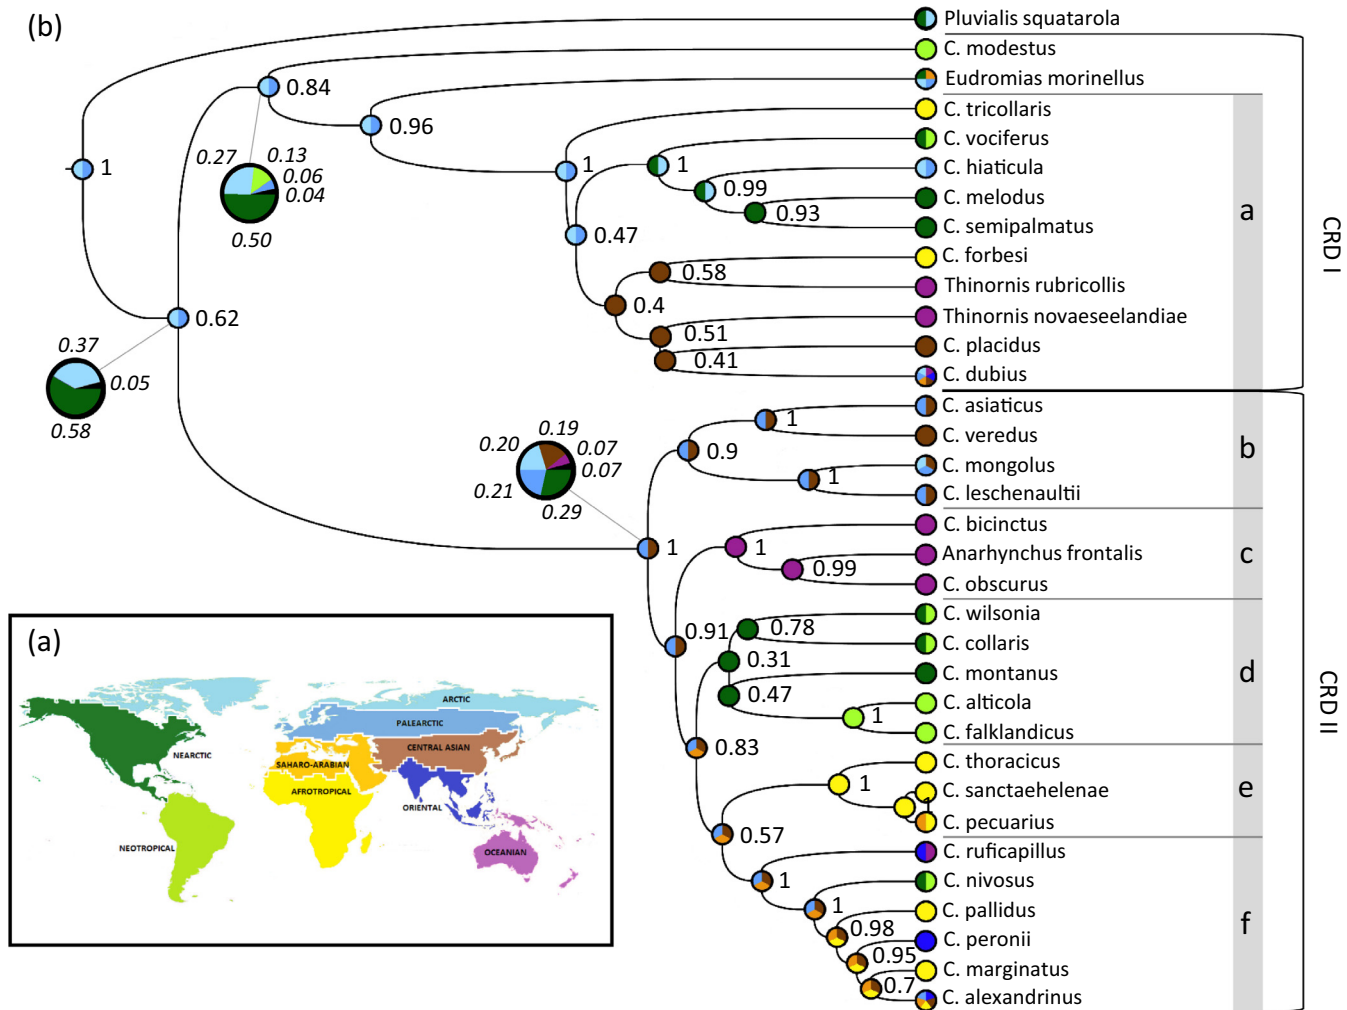 (b)
Pluvialis squatarola
C. modestus
Eudromias morinellus
C. tricollaris
C. vociferus
C. hiaticula
C. melodus
C. semipalmatus
C. forbesi
Thinornis rubricollis
Thinornis novaeseelandiae
C. placidus
C. dubius
C. asiaticus
C. veredus
C. mongolus
C. leschenaultii
C. bicinctus
Anarhynchus frontalis
C. obscurus
C. wilsonia
C. collaris
C. montanus
C. alticola
C. falklandicus
C. thoracicus
C. sanctaehelenae
C. pecuarius
C. ruficapillus
C. nivosus
C. pallidus
C. peronii
C. marginatus
C. alexandrinus
a
b
c
d
e
f
CRD I
CRD II
1
0.84
0.96
0.27
0.13
0.06
0.04
0.50
1
1
0.99
0.93
0.47
0.58
0.4
0.51
0.41
0.62
0.37
0.05
0.58
1
0.9
1
0.20
0.19
0.07
0.07
0.21
0.29
1
1
0.99
0.91
0.78
0.31
0.47
1
0.83
1
1
0.57
1
1
0.98
0.95
0.7
(a)
ARCTIC
PALEARCTIC
CENTRAL ASIAN
NEARCTIC
SAHARO-ARABIAN
AFROTROPICAL
ORIENTAL
NEOTROPICAL
OCEANIAN